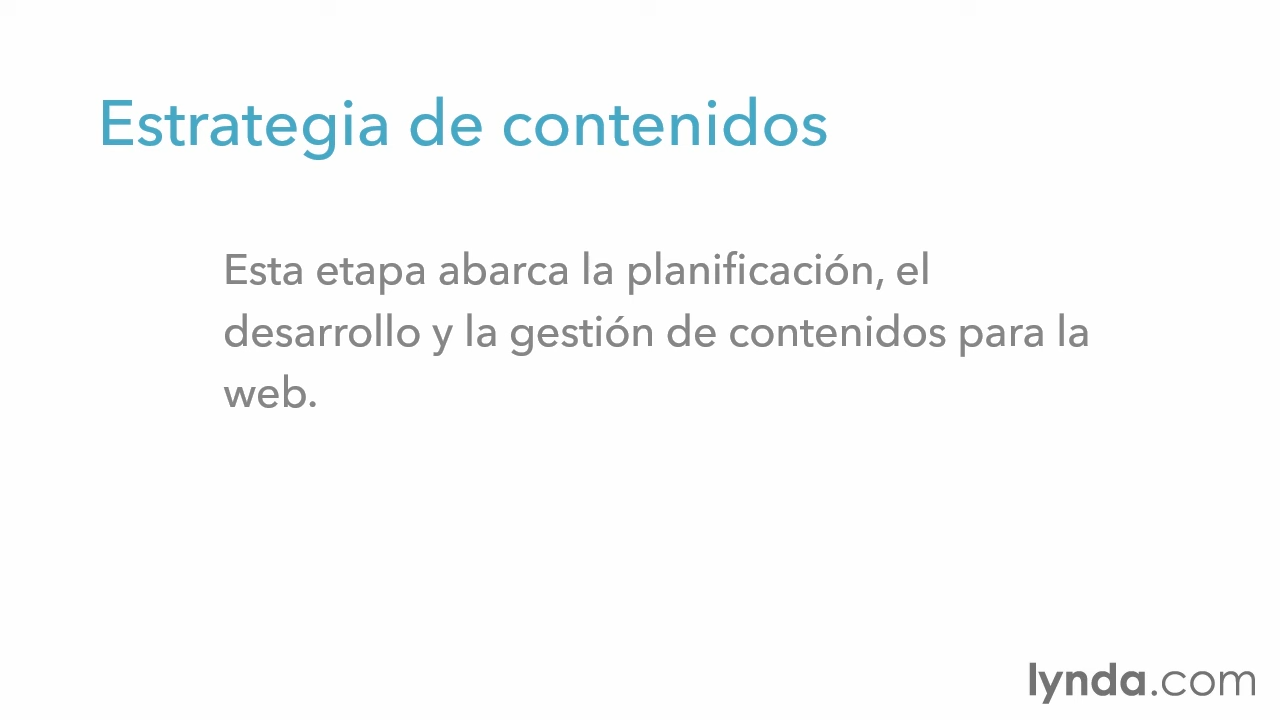 Estrategia de contenidos
Esta etapa abarca la planificación, el
desarrollo y la gestión de contenidos para la
web.
lynda.com